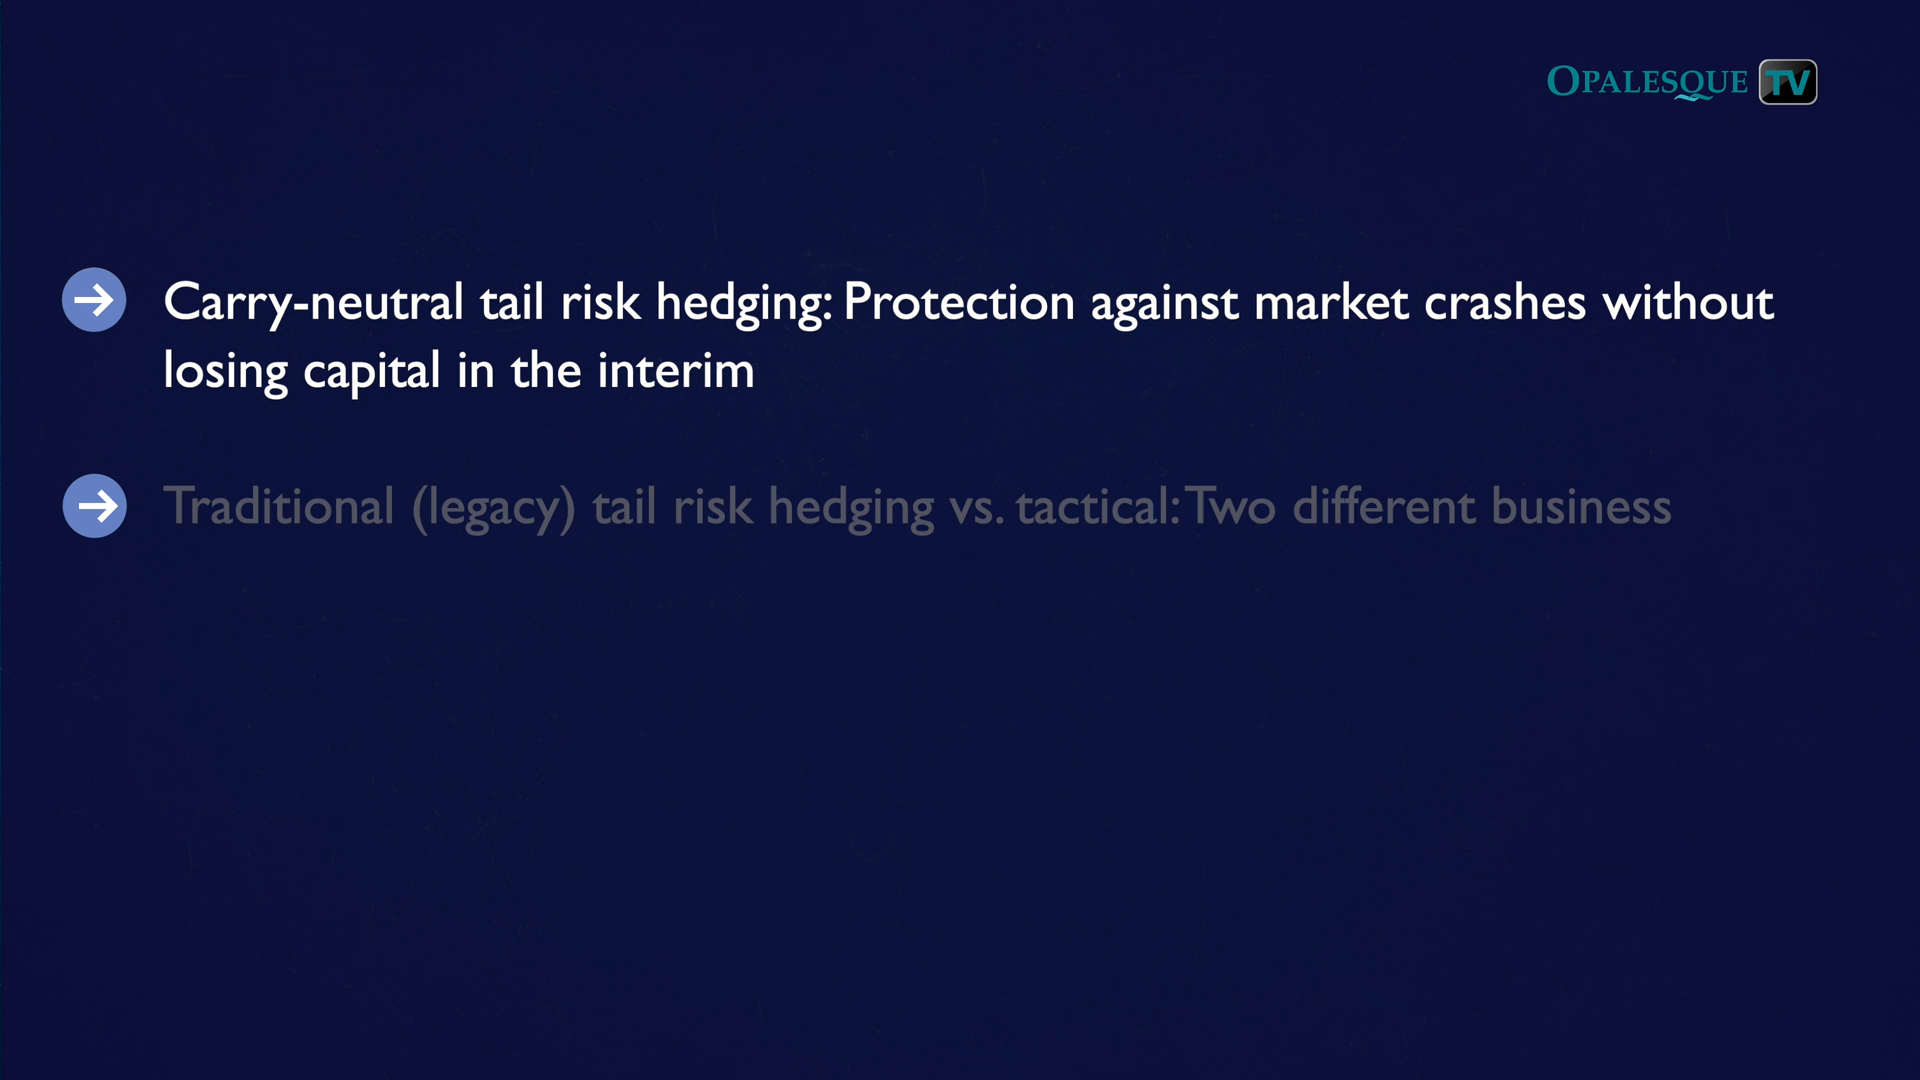 OPALESQUE TV
Carry-neutral tail risk hedging: Protection against market crashes without
losing capital in the interim
Traditional (legacy) tail risk hedging vs. tactical: Two different business